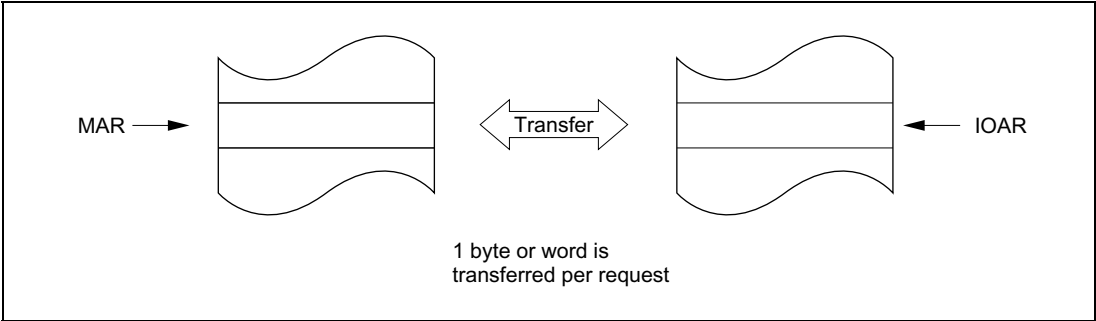 MAR
Transfer
IOAR
1 byte or word is
transferred per request